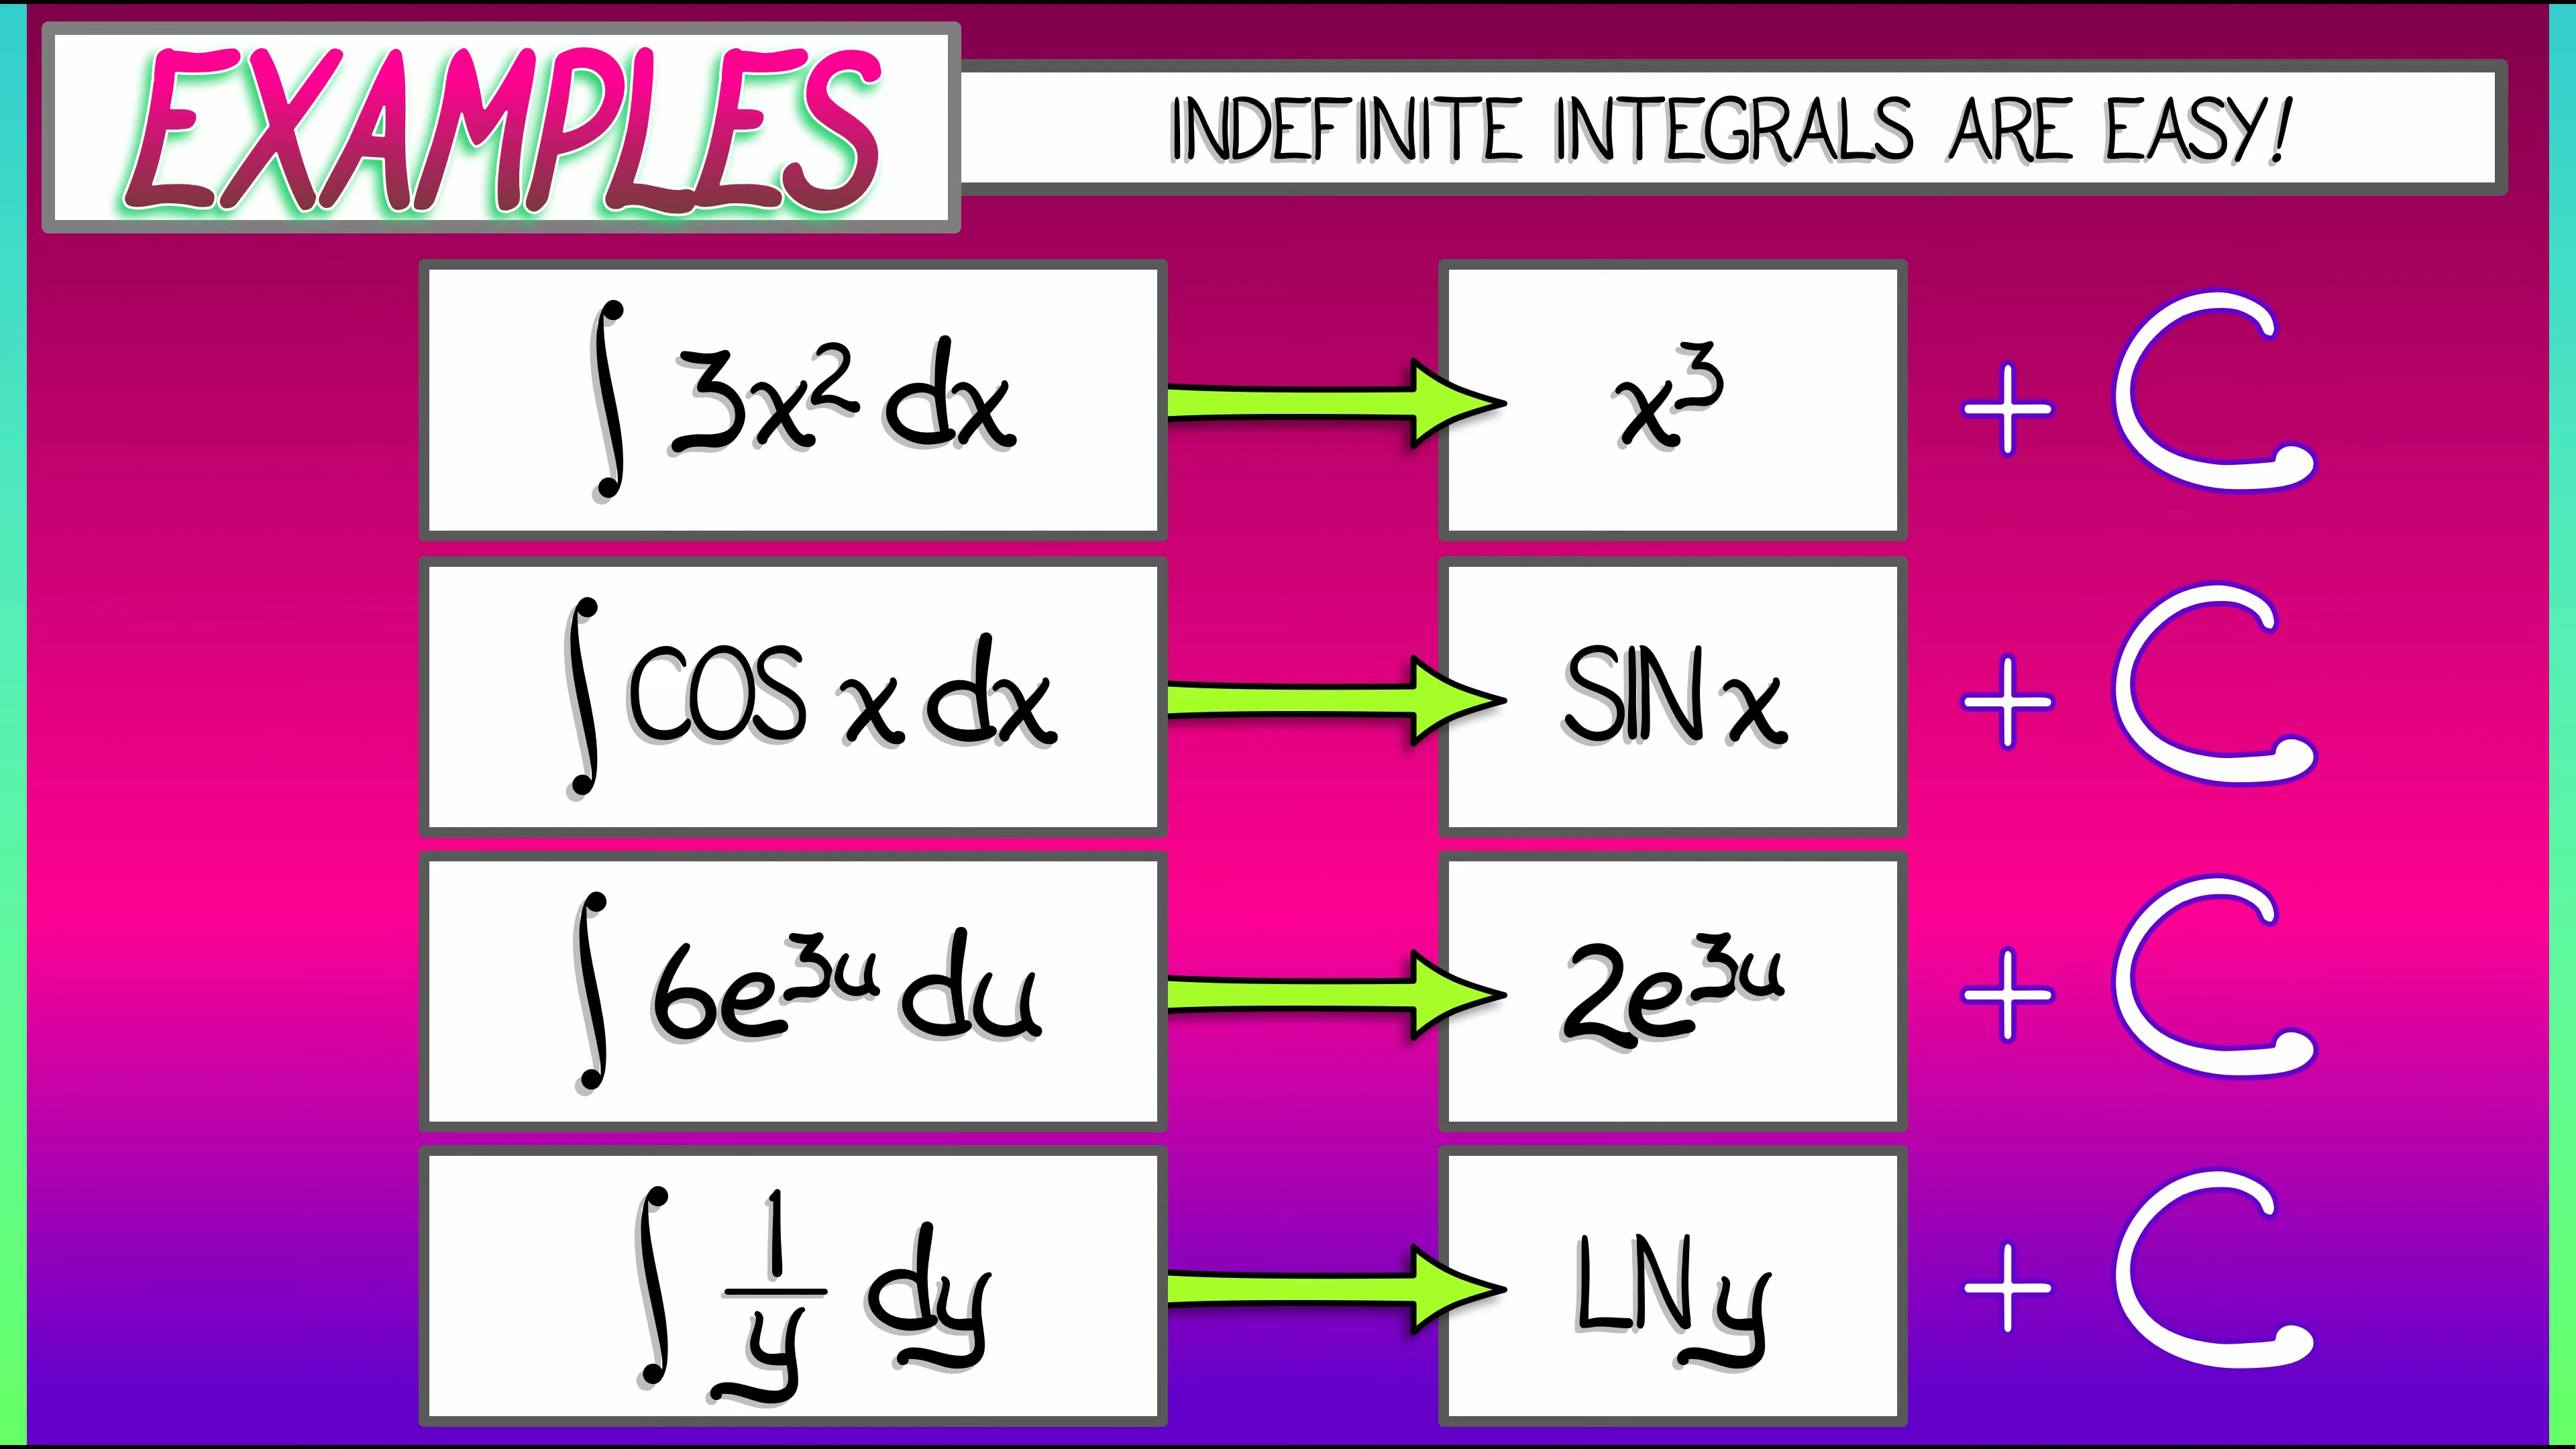 EXAMPLES
INDEFINITE INTEGRALS ARE EASY!
∫ 3x² dx x³ + C
∫ COS x dx SIN x + C
∫ 6e³ᵘ du 2e³ᵘ + C
∫ 1/y dy LN y + C